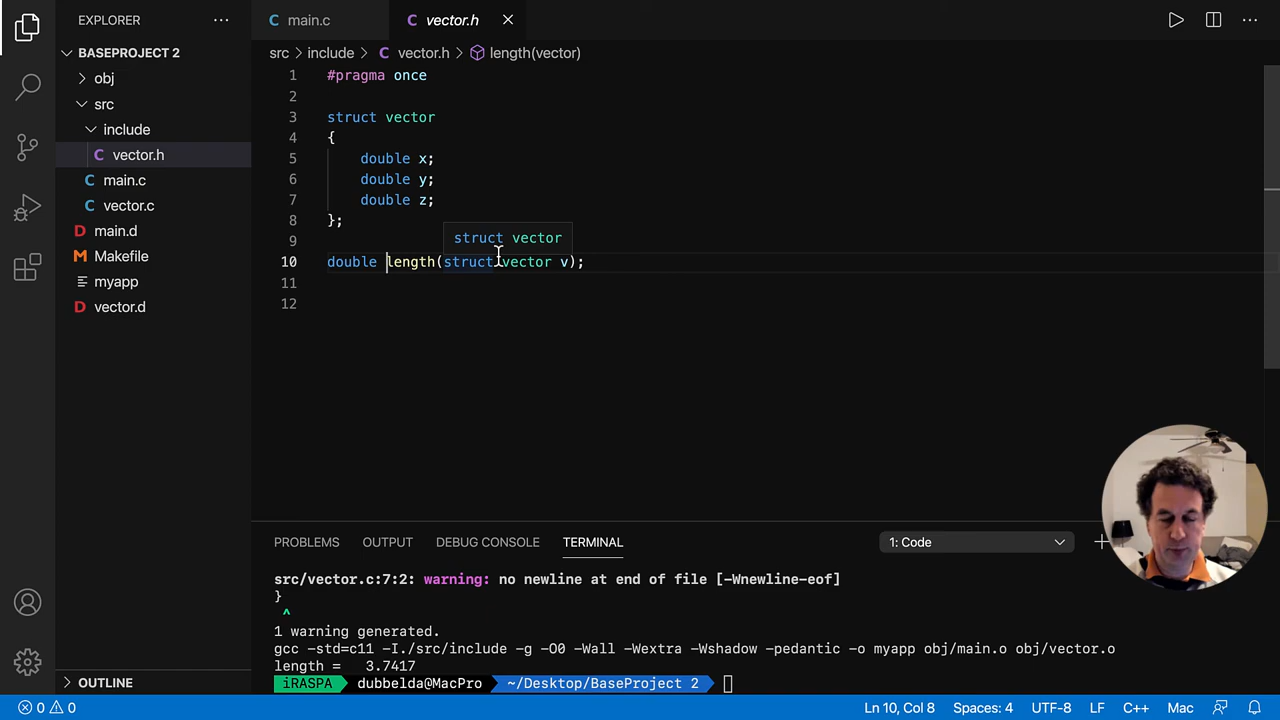 EXPLORER
BASEPROJECT 2
obj
src
include
C vector.h
C main.c
C vector.c
D main.d
M Makefile
myapp
D vector.d
OUTLINE
C main.c
C vector.h
src > include > C vector.h > length(vector)
1 #pragma once
2
3 struct vector
4 {
5 double x;
6 double y;
7 double z;
8 };
9
struct vector
10 double length(struct vector v);
11
12
PROBLEMS OUTPUT DEBUG CONSOLE TERMINAL 1: Code
src/vector.c:7:2: warning: no newline at end of file [-Wnewline-eof]
}
^
1 warning generated.
gcc -std=c11 -I./src/include -g -O0 -Wall -Wextra -Wshadow -pedantic -o myapp obj/main.o obj/vector.o
length = 3.7417
iRASPA dubbelda@MacPro ~/Desktop/BaseProject 2
0 0 Ln 10, Col 8 Spaces: 4 UTF-8 LF C++ Mac